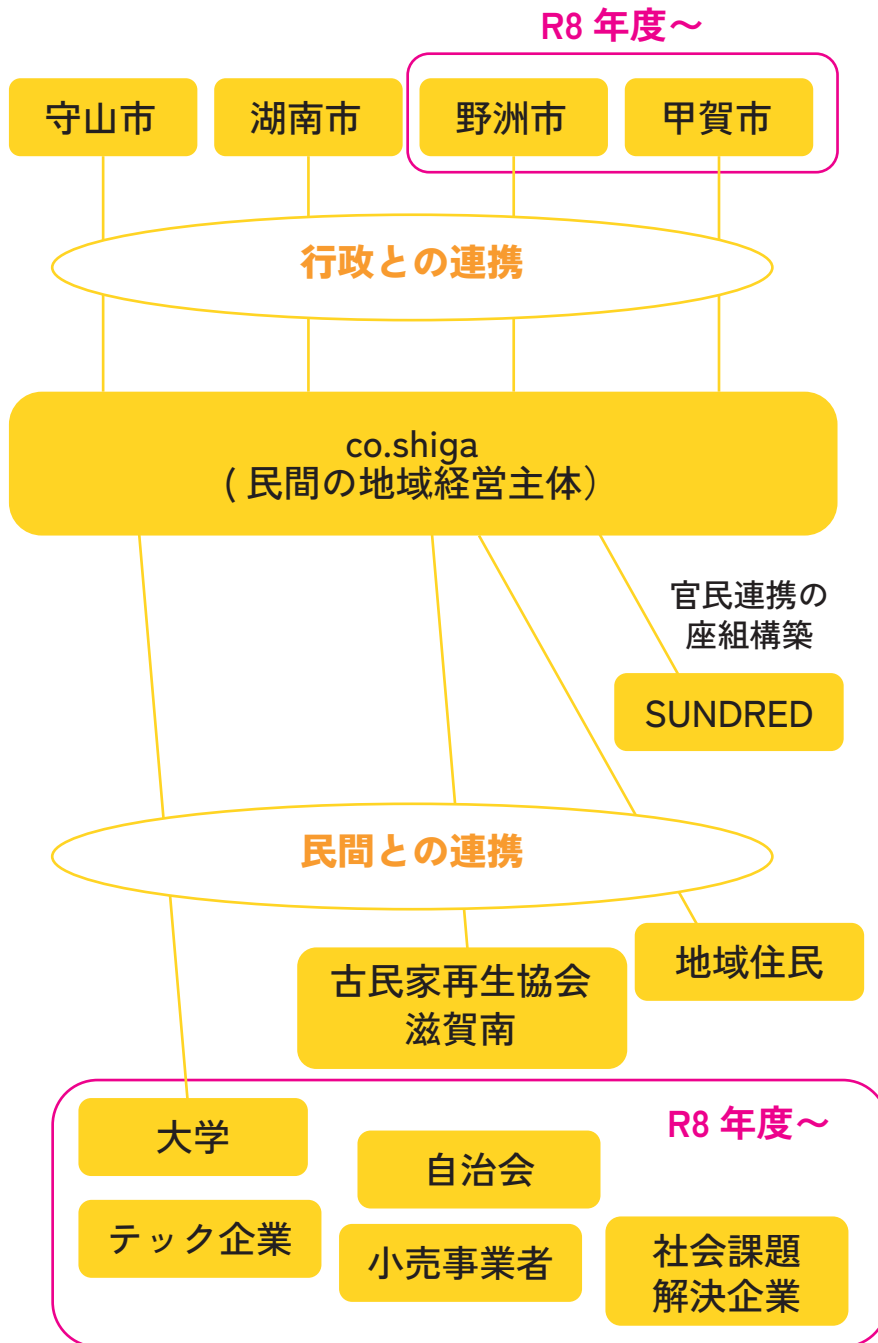 R8 年度～
守山市
湖南市
野洲市
甲賀市
行政との連携
co.shiga
( 民間の地域経営主体）
官民連携の
座組構築
SUNDRED
民間との連携
地域住民
古民家再生協会
滋賀南
R8 年度～
大学
自治会
テック企業
小売事業者
社会課題
解決企業